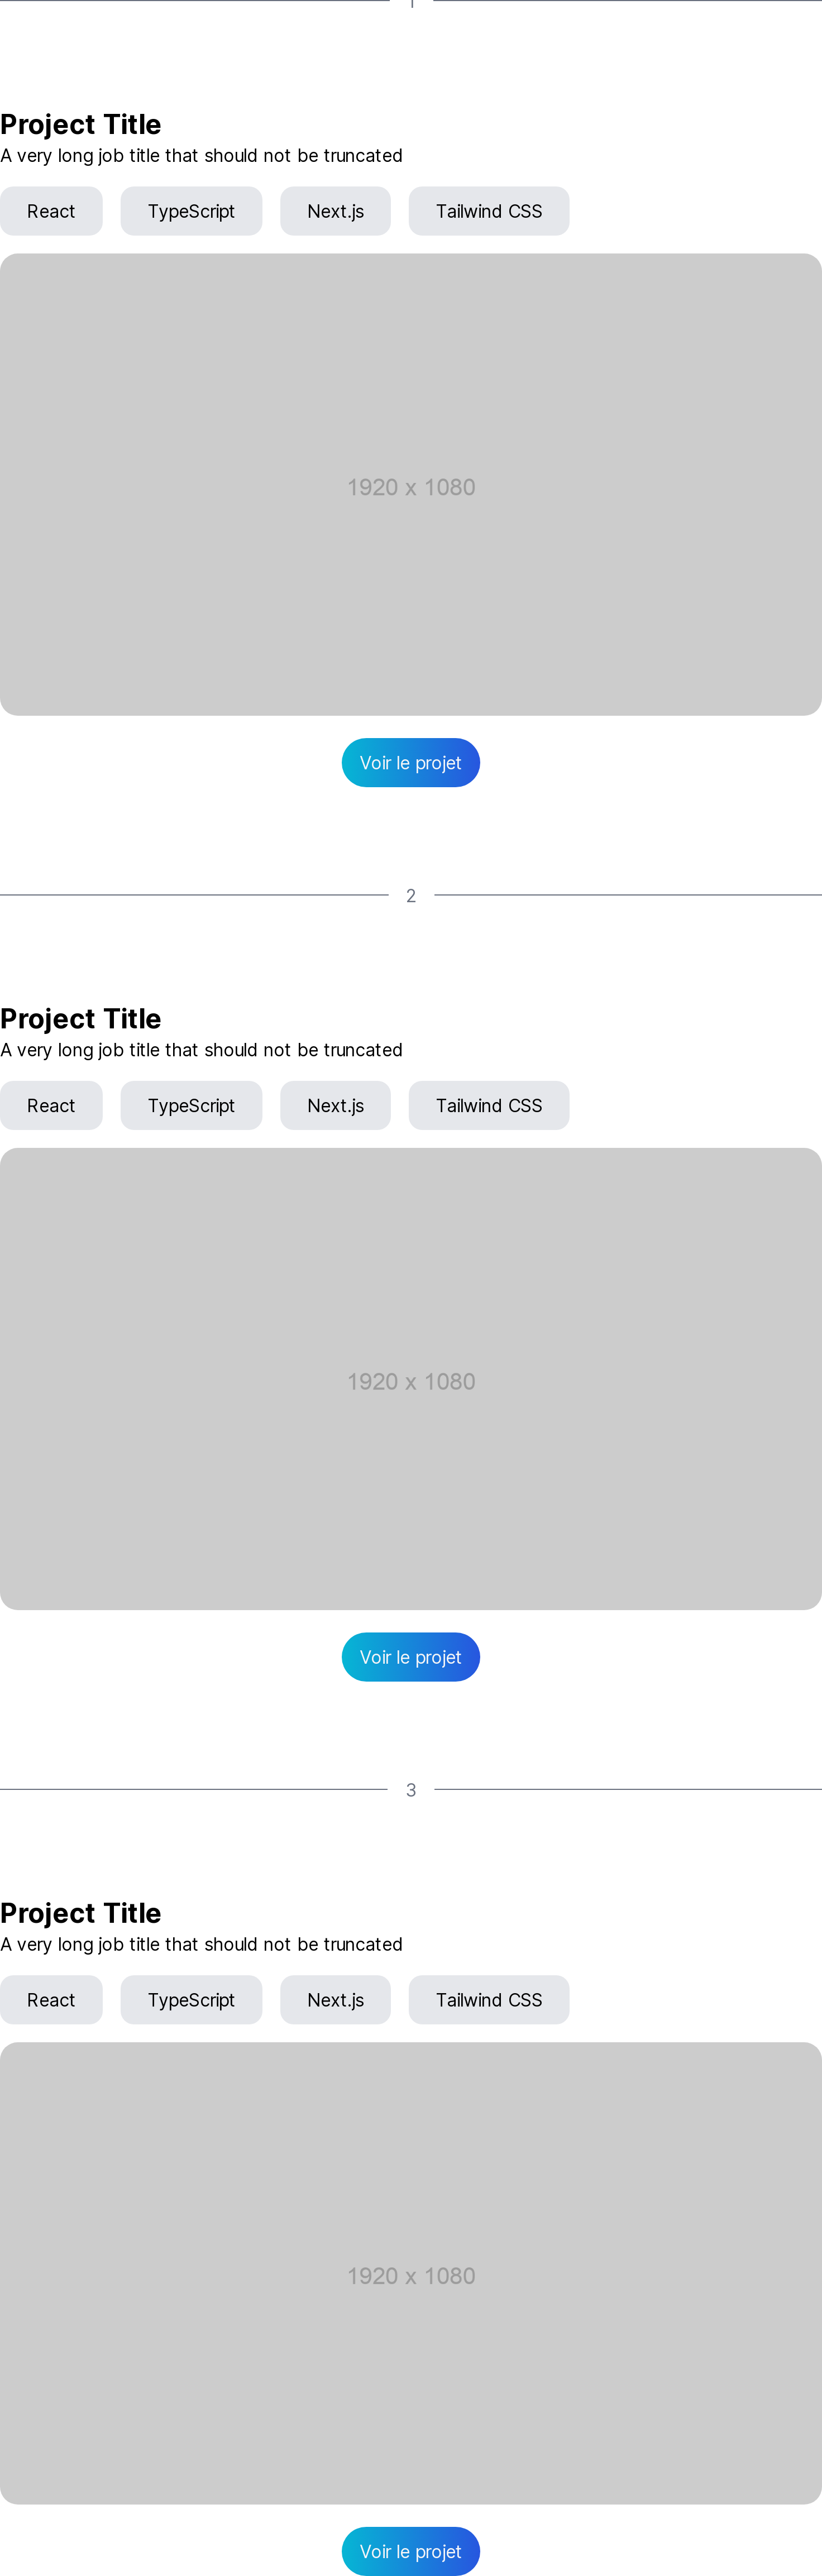 Project Title
A very long job title that should not be truncated
React TypeScript Next.js Tailwind CSS
1920 x 1080
Voir le projet
2
Project Title
A very long job title that should not be truncated
React TypeScript Next.js Tailwind CSS
1920 x 1080
Voir le projet
3
Project Title
A very long job title that should not be truncated
React TypeScript Next.js Tailwind CSS
1920 x 1080
Voir le projet